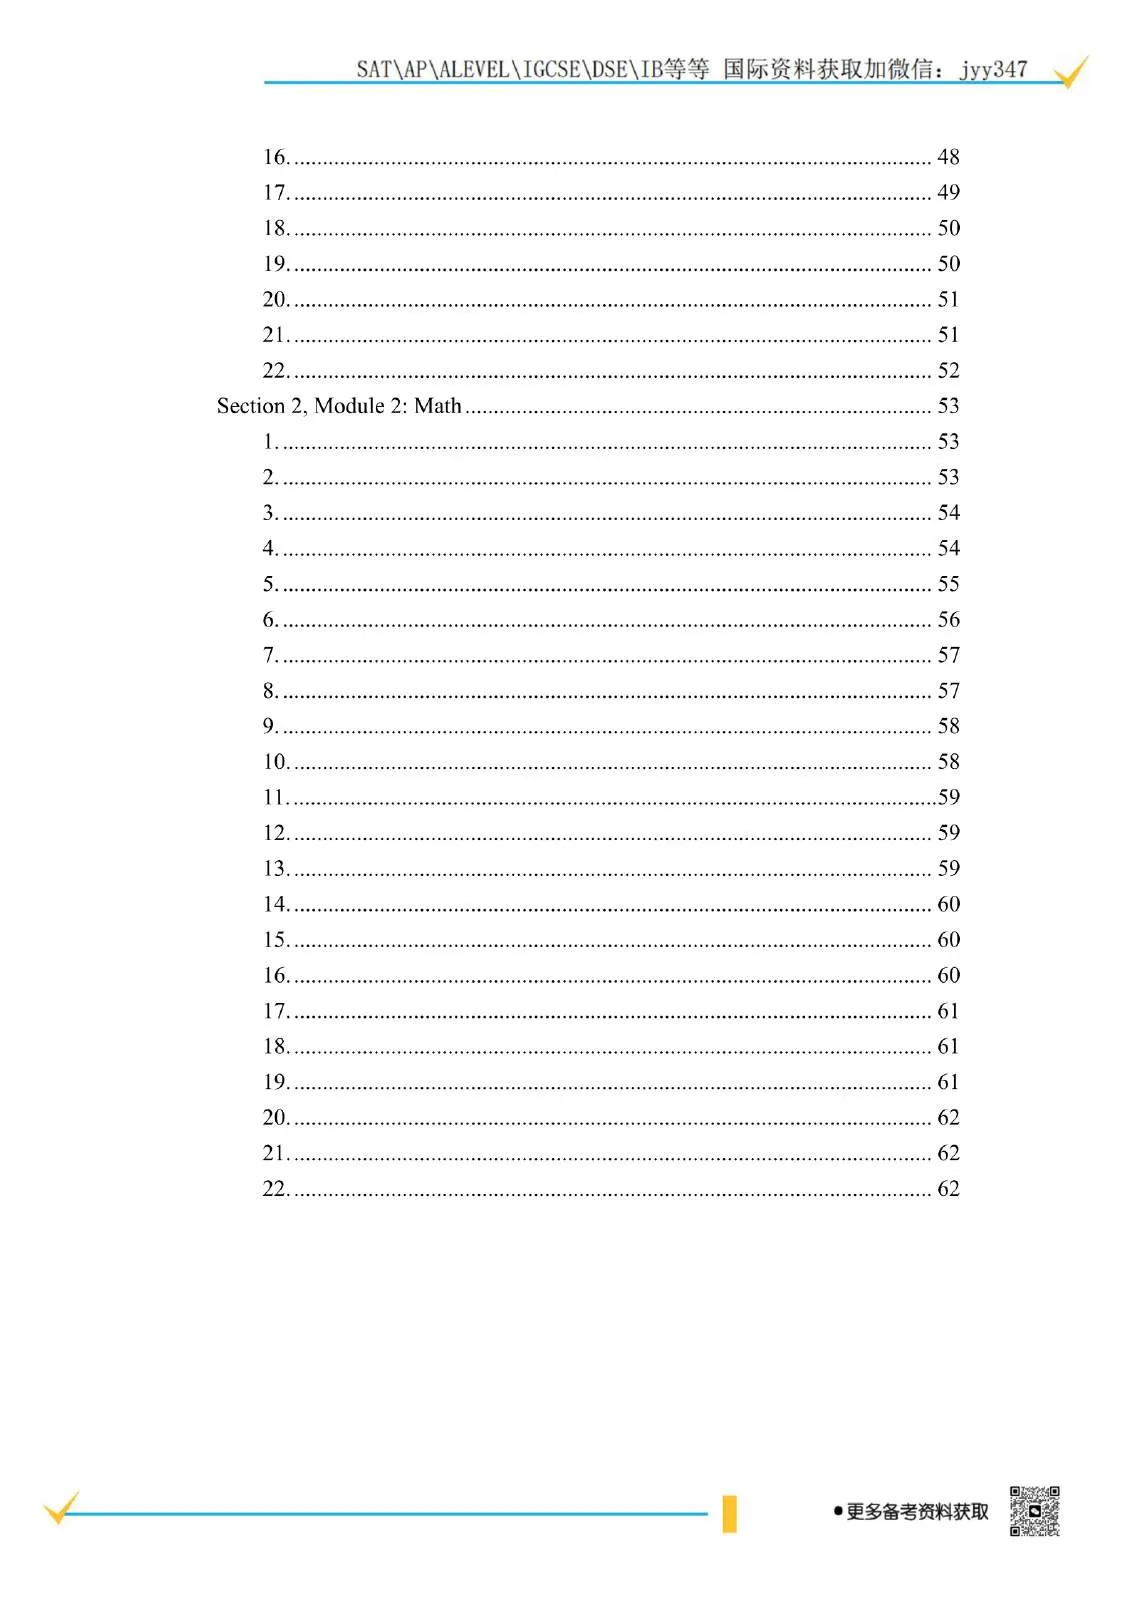 SAT\AP\ALEVEL\IGCSE\DSE\IB等等 国际资料获取加微信：jyy347
16. ........................................ 48
17. ........................................ 49
18. ........................................ 50
19. ........................................ 50
20. ........................................ 51
21. ........................................ 51
22. ........................................ 52
Section 2, Module 2: Math ........................................ 53
1. ........................................ 53
2. ........................................ 53
3. ........................................ 54
4. ........................................ 54
5. ........................................ 55
6. ........................................ 56
7. ........................................ 57
8. ........................................ 57
9. ........................................ 58
10. ........................................ 58
11. ........................................ 59
12. ........................................ 59
13. ........................................ 59
14. ........................................ 60
15. ........................................ 60
16. ........................................ 60
17. ........................................ 61
18. ........................................ 61
19. ........................................ 61
20. ........................................ 62
21. ........................................ 62
22. ........................................ 62
●更多备考资料获取